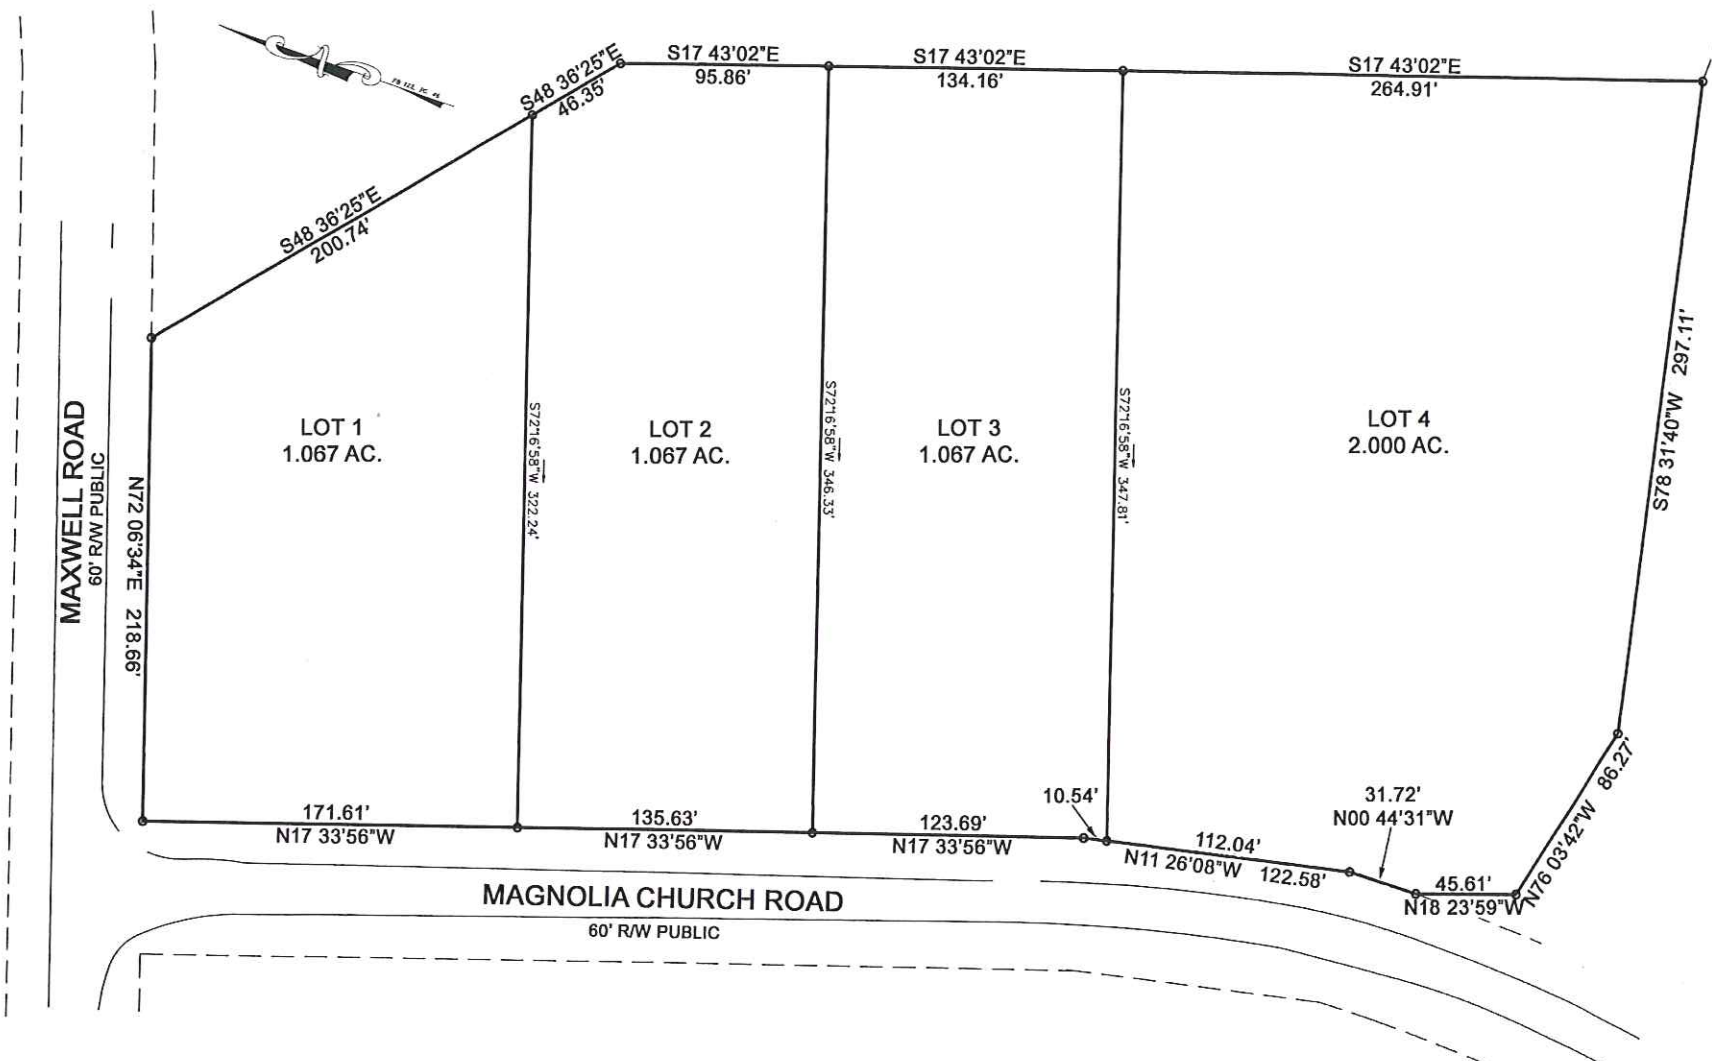 S48 36'25"E
46.35'
S17 43'02"E
95.86'
S17 43'02"E
134.16'
S17 43'02"E
264.91'
S48 36'25"E
200.74'
MAXWELL ROAD
60' R/W PUBLIC
N72 06'34"E 218.66'
LOT 1
1.067 AC.
S72°16'58"W 322.24'
LOT 2
1.067 AC.
S72°16'58"W 346.33'
LOT 3
1.067 AC.
S72°16'58"W 347.81'
LOT 4
2.000 AC.
S78 31'40"W 297.11'
N76 03'42"W 86.27'
171.61'
N17 33'56"W
135.63'
N17 33'56"W
123.69'
N17 33'56"W
10.54'
112.04'
N11 26'08"W 122.58'
31.72'
N00 44'31"W
45.61'
N18 23'59"W
MAGNOLIA CHURCH ROAD
60' R/W PUBLIC